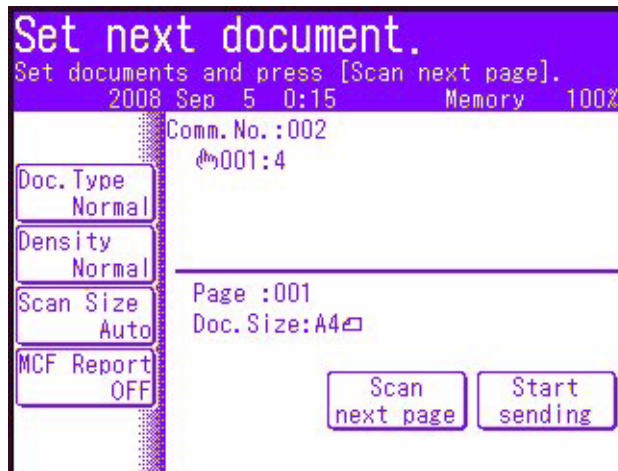 Set next document.
Set documents and press [Scan next page].
2008 Sep 5 0:15 Memory 100%
Comm.No.:002
001:4
Doc.Type
Normal
Density
Normal
Scan Size
Auto
MCF Report
OFF
Page :001
Doc.Size:A4
Scan
next page
Start
sending